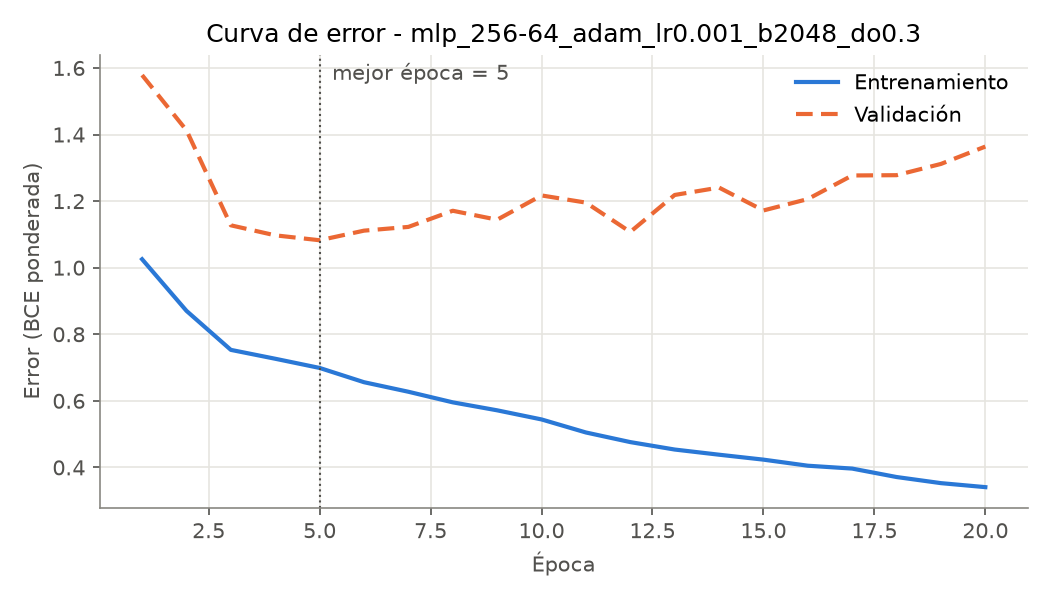 Curva de error - mlp_256-64_adam_lr0.001_b2048_do0.3
mejor época = 5
Entrenamiento
Validación
Error (BCE ponderada)
1.6
1.4
1.2
1.0
0.8
0.6
0.4
2.5
5.0
7.5
10.0
12.5
15.0
17.5
20.0
Época